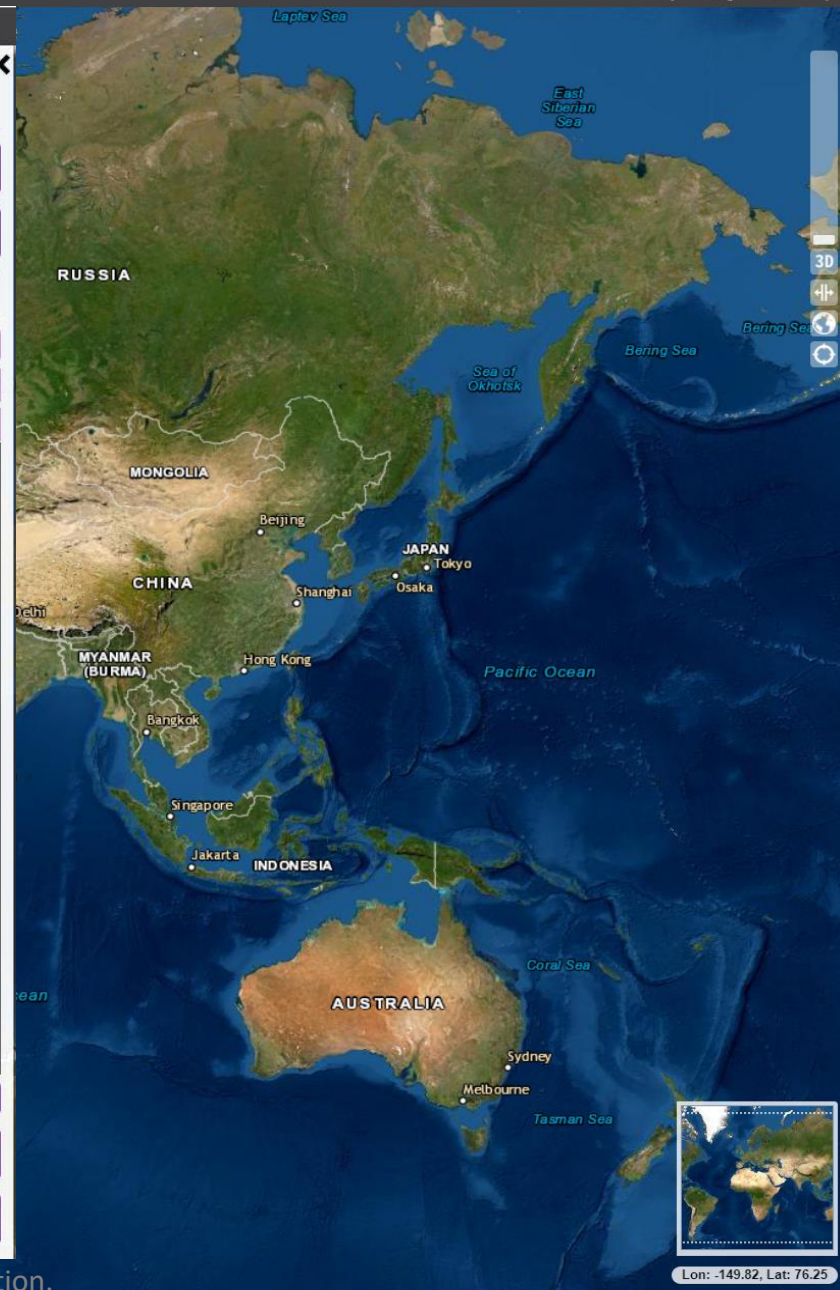 Laptev Sea
East
Siberian
Sea
3D
RUSSIA
Bering Sea
Bering Sea
Sea of
Okhotsk
MONGOLIA
Beijing
JAPAN
Tokyo
CHINA
Osaka
Shanghai
Delhi
MYANMAR
(BURMA)
Hong Kong
Pacific Ocean
Bangkok
Singapore
Jakarta
INDONESIA
Coral Sea
cean
AUSTRALIA
Sydney
Melbourne
Tasman Sea
Lon: -149.82, Lat: 76.25
tion.